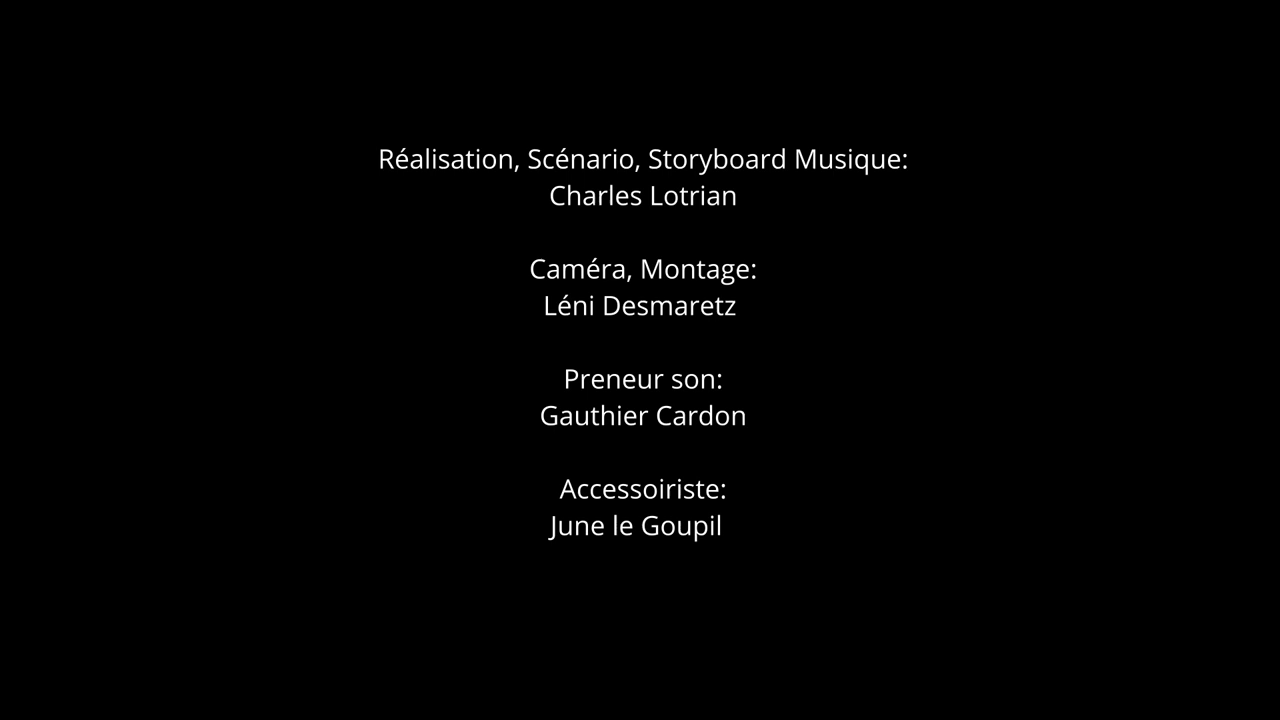 Réalisation, Scénario, Storyboard Musique:
Charles Lotrian
Caméra, Montage:
Léni Desmaretz
Preneur son:
Gauthier Cardon
Accessoiriste:
June le Goupil